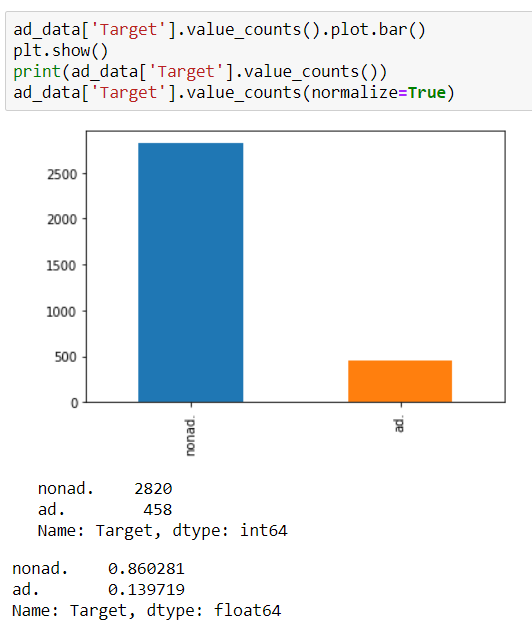 ad_data['Target'].value_counts().plot.bar()
plt.show()
print(ad_data['Target'].value_counts())
ad_data['Target'].value_counts(normalize=True)
2500
2000
1500
1000
500
0
nonad.
ad.
nonad.    2820
ad.        458
Name: Target, dtype: int64
nonad.    0.860281
ad.       0.139719
Name: Target, dtype: float64